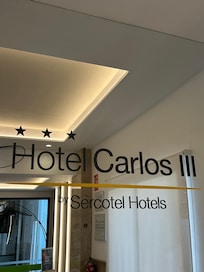 ★ ★ ★
Hotel Carlos III
by Sercotel Hotels